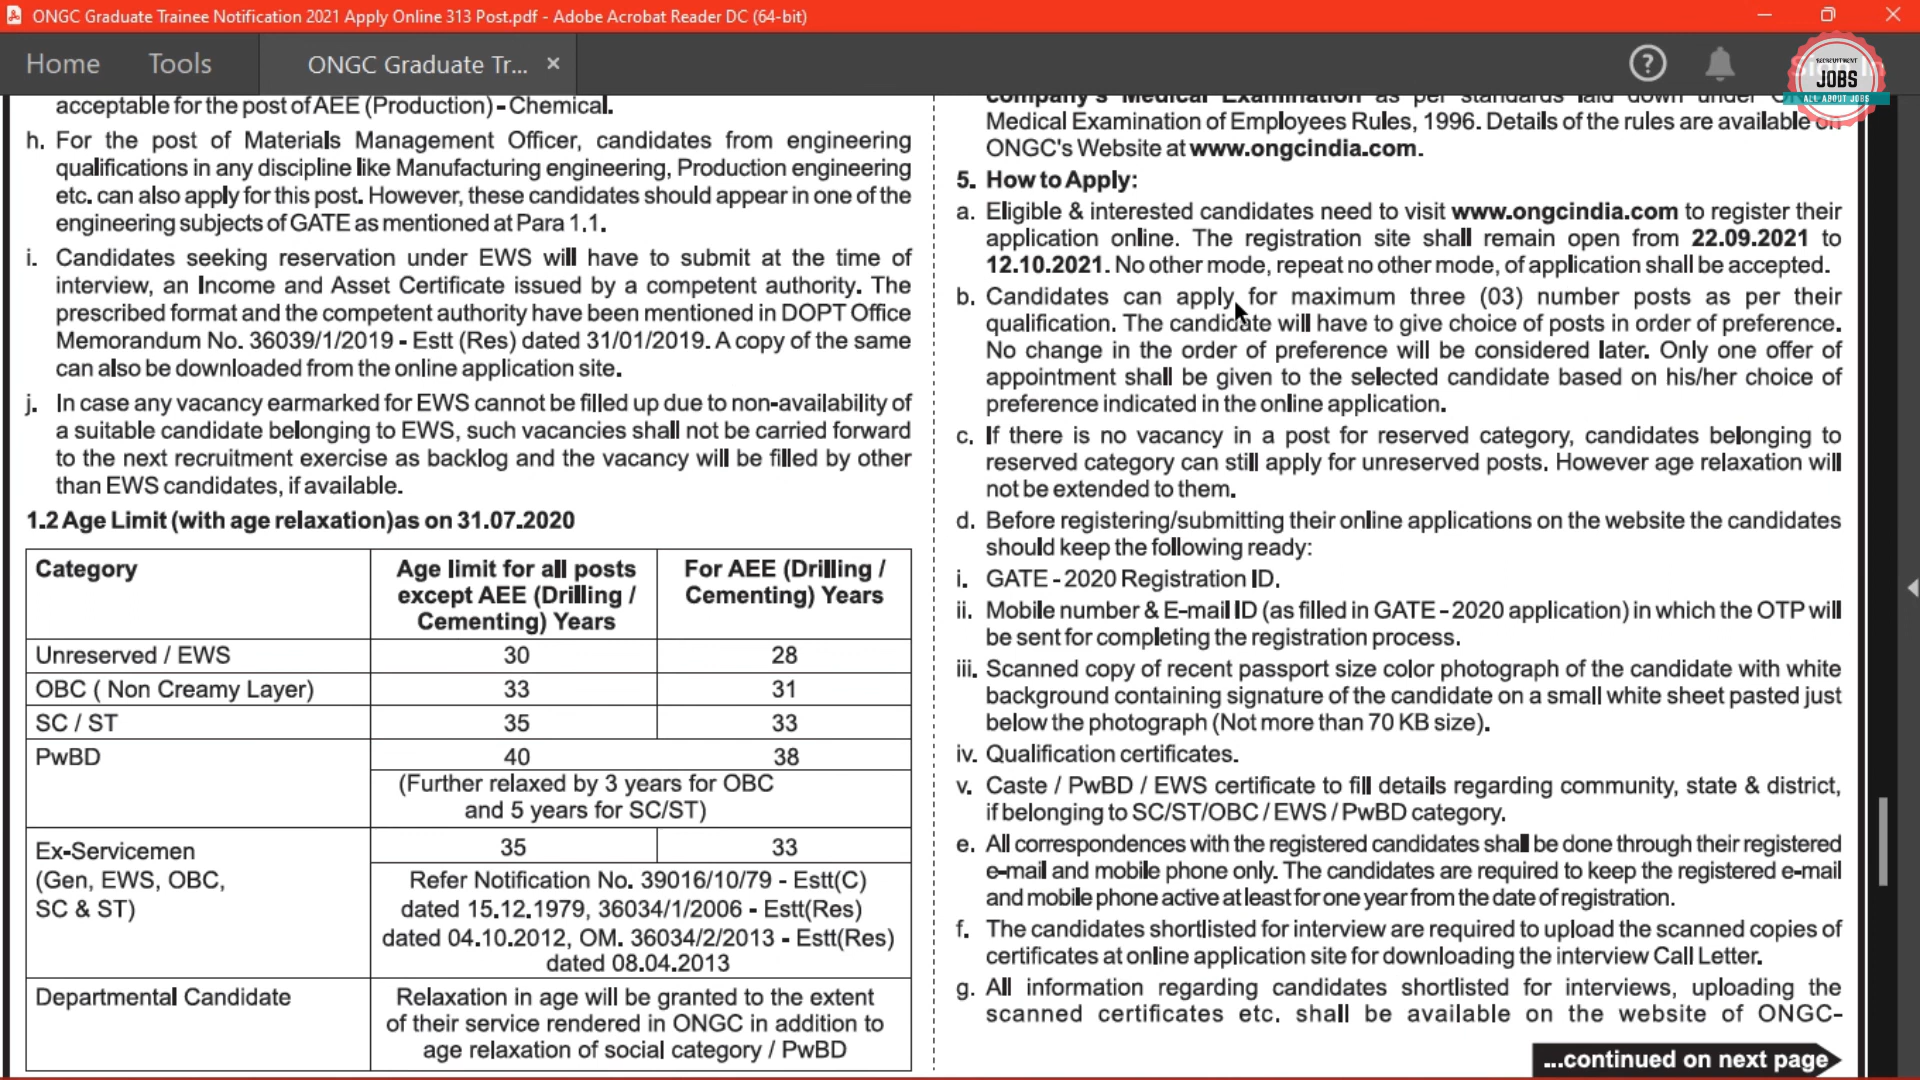 ONGC Graduate Trainee Notification 2021 Apply Online 313 Post.pdf - Adobe Acrobat Reader DC (64-bit)
Home
Tools
ONGC Graduate Tr...
RECRUITMENT
JOBS
ALL ABOUT JOBS
acceptable for the post of AEE (Production) - Chemical.
h. For the post of Materials Management Officer, candidates from engineering
qualifications in any discipline like Manufacturing engineering, Production engineering
etc. can also apply for this post. However, these candidates should appear in one of the
engineering subjects of GATE as mentioned at Para 1.1.
i. Candidates seeking reservation under EWS will have to submit at the time of
interview, an Income and Asset Certificate issued by a competent authority. The
prescribed format and the competent authority have been mentioned in DOPT Office
Memorandum No. 36039/1/2019 - Estt (Res) dated 31/01/2019. A copy of the same
can also be downloaded from the online application site.
j. In case any vacancy earmarked for EWS cannot be filled up due to non-availability of
a suitable candidate belonging to EWS, such vacancies shall not be carried forward
to the next recruitment exercise as backlog and the vacancy will be filled by other
than EWS candidates, if available.
1.2 Age Limit (with age relaxation)as on 31.07.2020
Category
Age limit for all posts
except AEE (Drilling /
Cementing) Years
For AEE (Drilling /
Cementing) Years
Unreserved / EWS 30 28
OBC ( Non Creamy Layer) 33 31
SC / ST 35 33
PwBD 40 38
(Further relaxed by 3 years for OBC
and 5 years for SC/ST)
Ex-Servicemen
(Gen, EWS, OBC,
SC & ST)
35 33
Refer Notification No. 39016/10/79 - Estt(C)
dated 15.12.1979, 36034/1/2006 - Estt(Res)
dated 04.10.2012, OM. 36034/2/2013 - Estt(Res)
dated 08.04.2013
Departmental Candidate
Relaxation in age will be granted to the extent
of their service rendered in ONGC in addition to
age relaxation of social category / PwBD
company's Medical Examination as per standards laid down under
Medical Examination of Employees Rules, 1996. Details of the rules are available on
ONGC's Website at www.ongcindia.com.
5. How to Apply:
a. Eligible & interested candidates need to visit www.ongcindia.com to register their
application online. The registration site shall remain open from 22.09.2021 to
12.10.2021. No other mode, repeat no other mode, of application shall be accepted.
b. Candidates can apply for maximum three (03) number posts as per their
qualification. The candidate will have to give choice of posts in order of preference.
No change in the order of preference will be considered later. Only one offer of
appointment shall be given to the selected candidate based on his/her choice of
preference indicated in the online application.
c. If there is no vacancy in a post for reserved category, candidates belonging to
reserved category can still apply for unreserved posts. However age relaxation will
not be extended to them.
d. Before registering/submitting their online applications on the website the candidates
should keep the following ready:
i. GATE - 2020 Registration ID.
ii. Mobile number & E-mail ID (as filled in GATE - 2020 application) in which the OTP will
be sent for completing the registration process.
iii. Scanned copy of recent passport size color photograph of the candidate with white
background containing signature of the candidate on a small white sheet pasted just
below the photograph (Not more than 70 KB size).
iv. Qualification certificates.
v. Caste / PwBD / EWS certificate to fill details regarding community, state & district,
if belonging to SC/ST/OBC / EWS / PwBD category.
e. All correspondences with the registered candidates shall be done through their registered
e-mail and mobile phone only. The candidates are required to keep the registered e-mail
and mobile phone active at least for one year from the date of registration.
f. The candidates shortlisted for interview are required to upload the scanned copies of
certificates at online application site for downloading the interview Call Letter.
g. All information regarding candidates shortlisted for interviews, uploading the
scanned certificates etc. shall be available on the website of ONGC-
...continued on next page